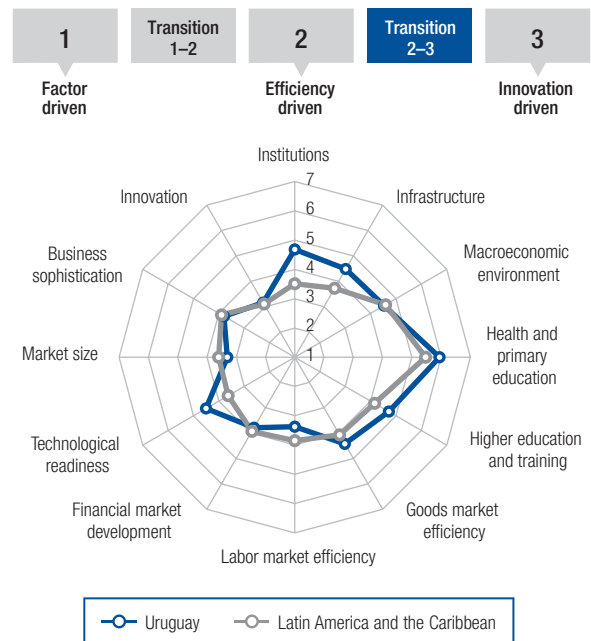 1
Transition
1–2
2
Transition
2–3
3
Factor
driven
Efficiency
driven
Innovation
driven
Institutions
Infrastructure
Macroeconomic
environment
Health and
primary
education
Higher education
and training
Goods market
efficiency
Labor market efficiency
Financial market
development
Technological
readiness
Market size
Business
sophistication
Innovation
7
6
5
4
3
2
1
Uruguay
Latin America and the Caribbean